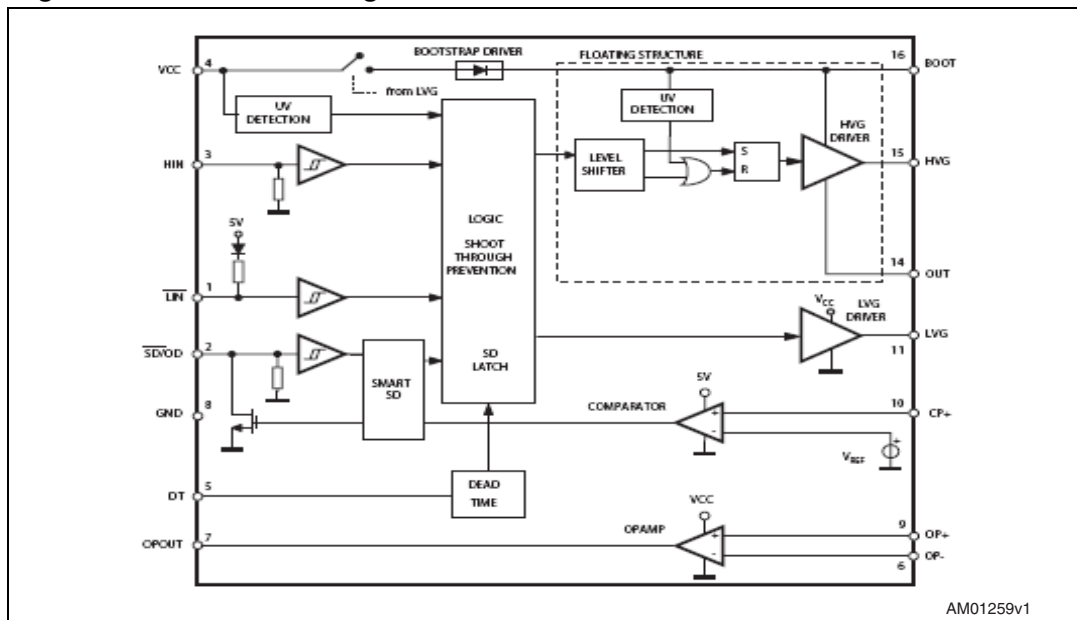 BOOTSTRAP DRIVER
FLOATING STRUCTURE
16
BOOT
VCC
4
from LVG
UV
DETECTION
UV
DETECTION
HVG
DRIVER
HIN
3
LEVEL
SHIFTER
S
R
15
HVG
LOGIC
SHOOT
THROUGH
PREVENTION
5V
14
OUT
LIN
1
VCC
LVG
DRIVER
LVG
11
SD/OD
2
SD
LATCH
SMART
SD
GND
8
COMPARATOR
5V
+
-
10
CP+
+
VREF
DT
5
DEAD
TIME
VCC
OPOUT
7
OPAMP
+
-
9
OP+
OP-
6
AM01259v1